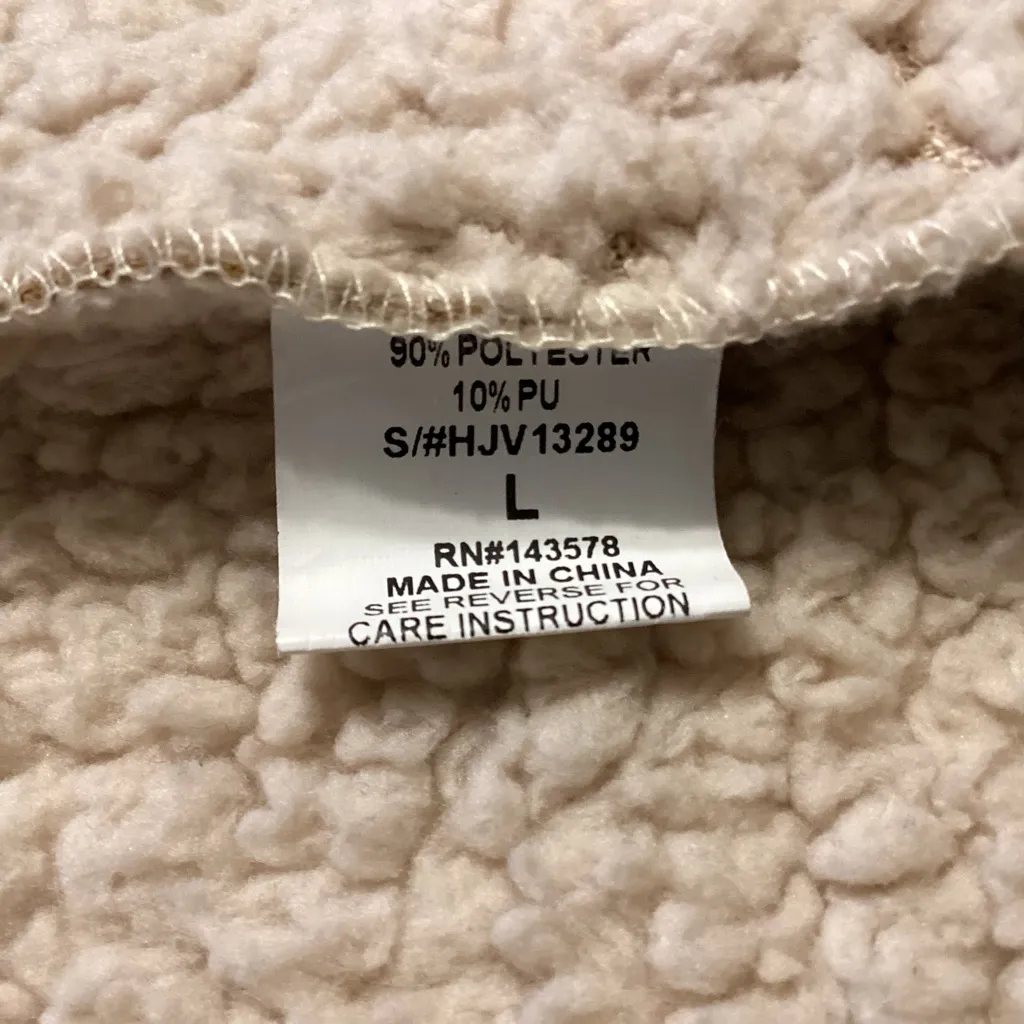 90% POLYESTER
10% PU
S/#HJV13289
L
RN#143578
MADE IN CHINA
SEE REVERSE FOR
CARE INSTRUCTION